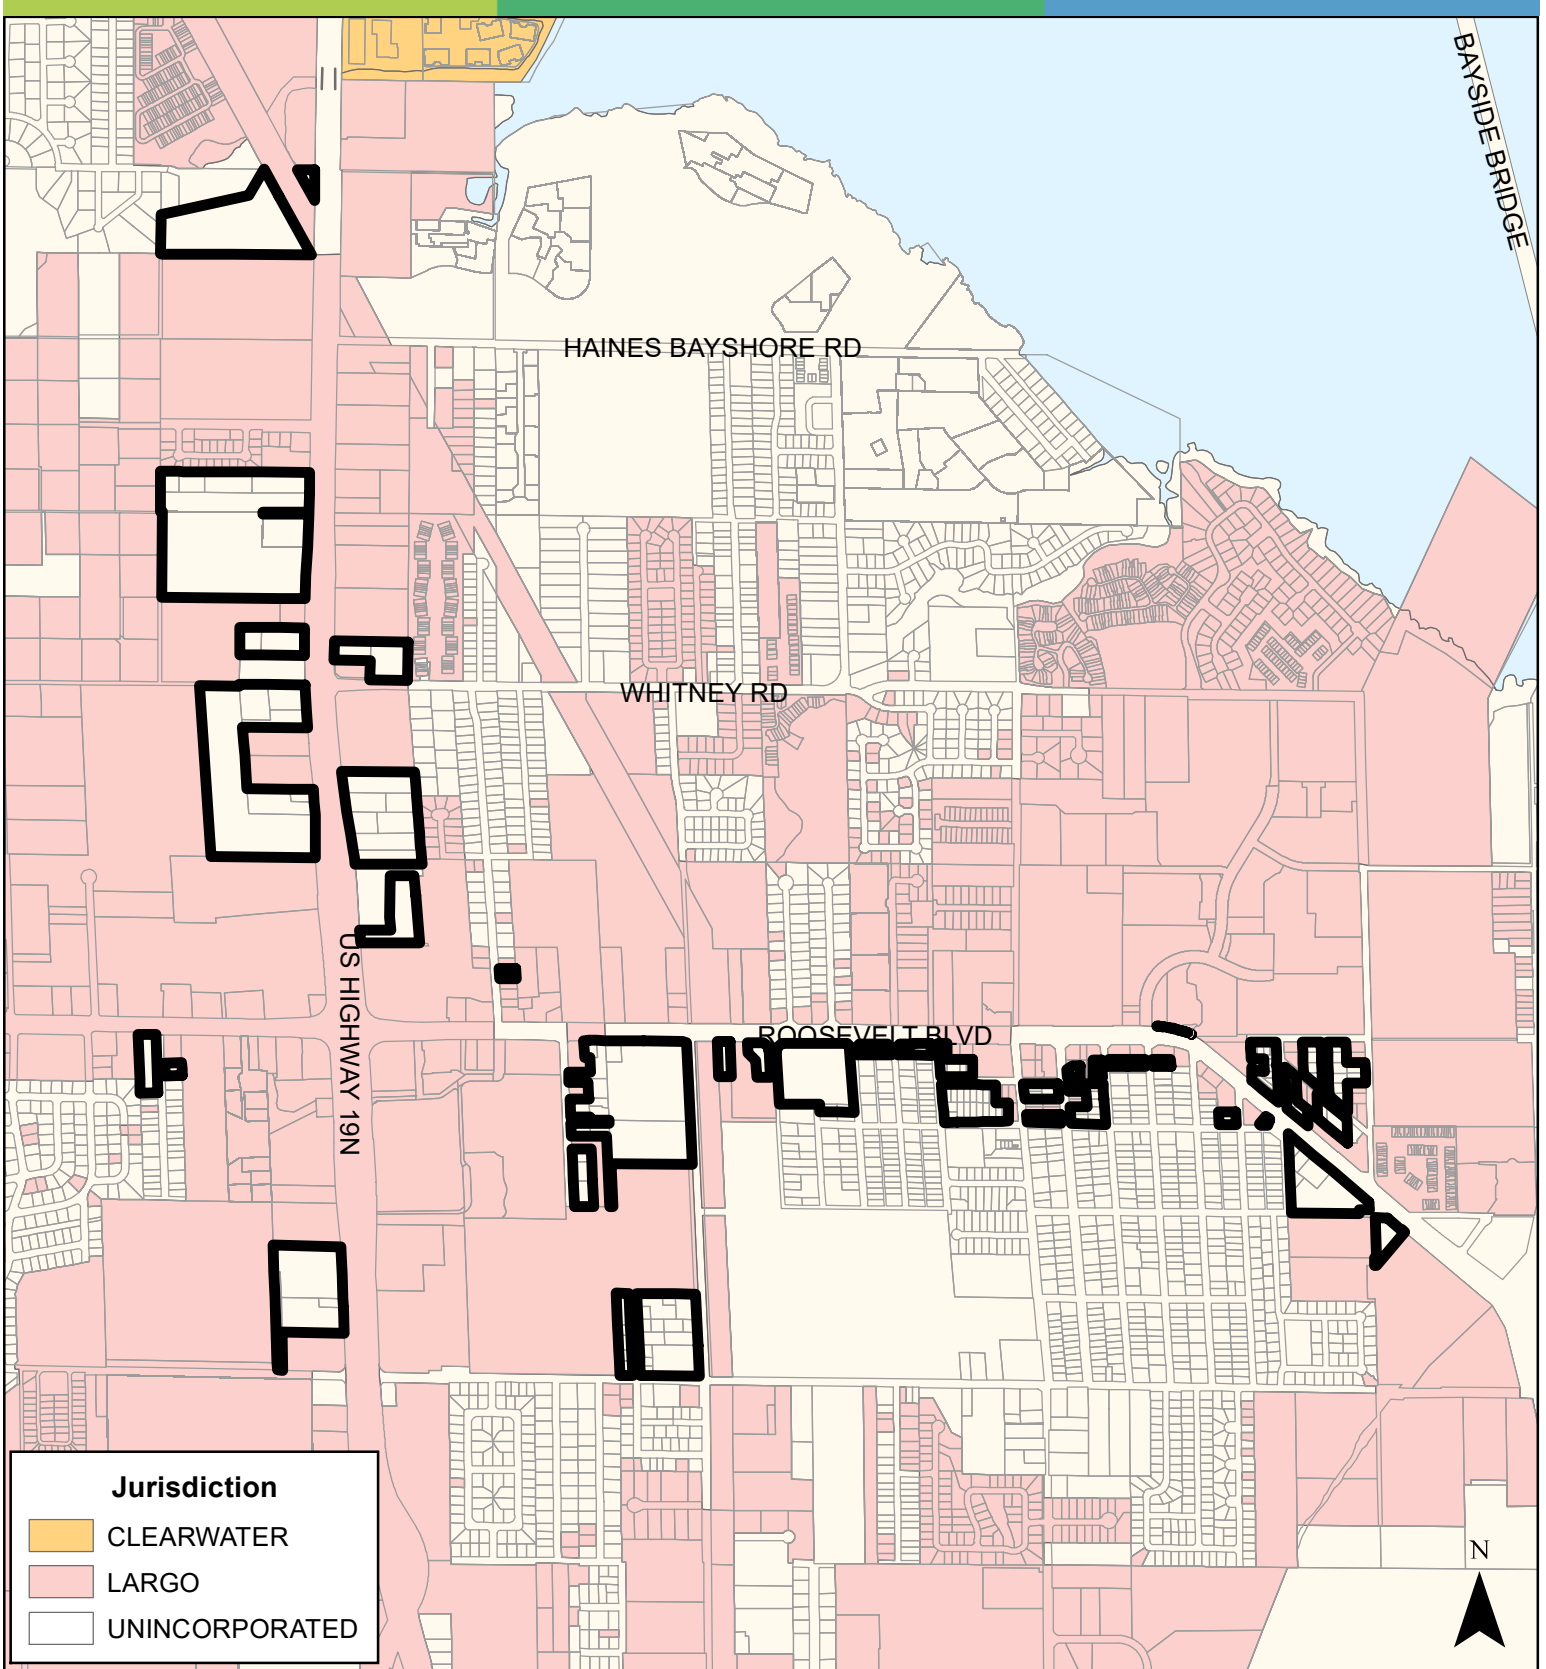 BAYSIDE BRIDGE
HAINES BAYSHORE RD
WHITNEY RD
US HIGHWAY 19N
ROOSEVELT BLVD
Jurisdiction
CLEARWATER
LARGO
UNINCORPORATED
N